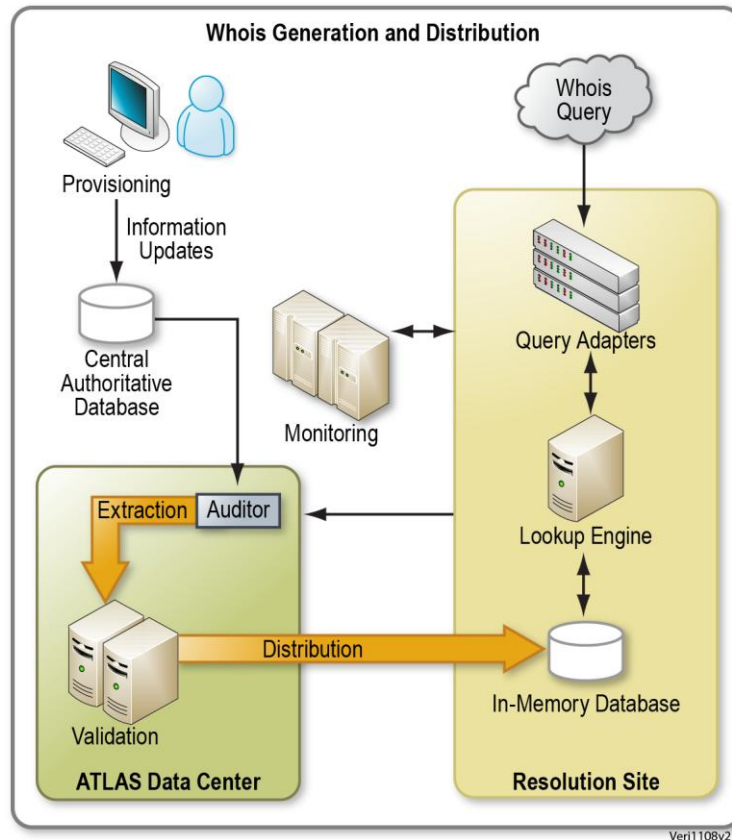 Whois Generation and Distribution
Whois
Query
Provisioning
Information
Updates
Central
Authoritative
Database
Monitoring
Query Adapters
Extraction
Auditor
Lookup Engine
Distribution
Validation
In-Memory Database
ATLAS Data Center
Resolution Site
Veri1108v2